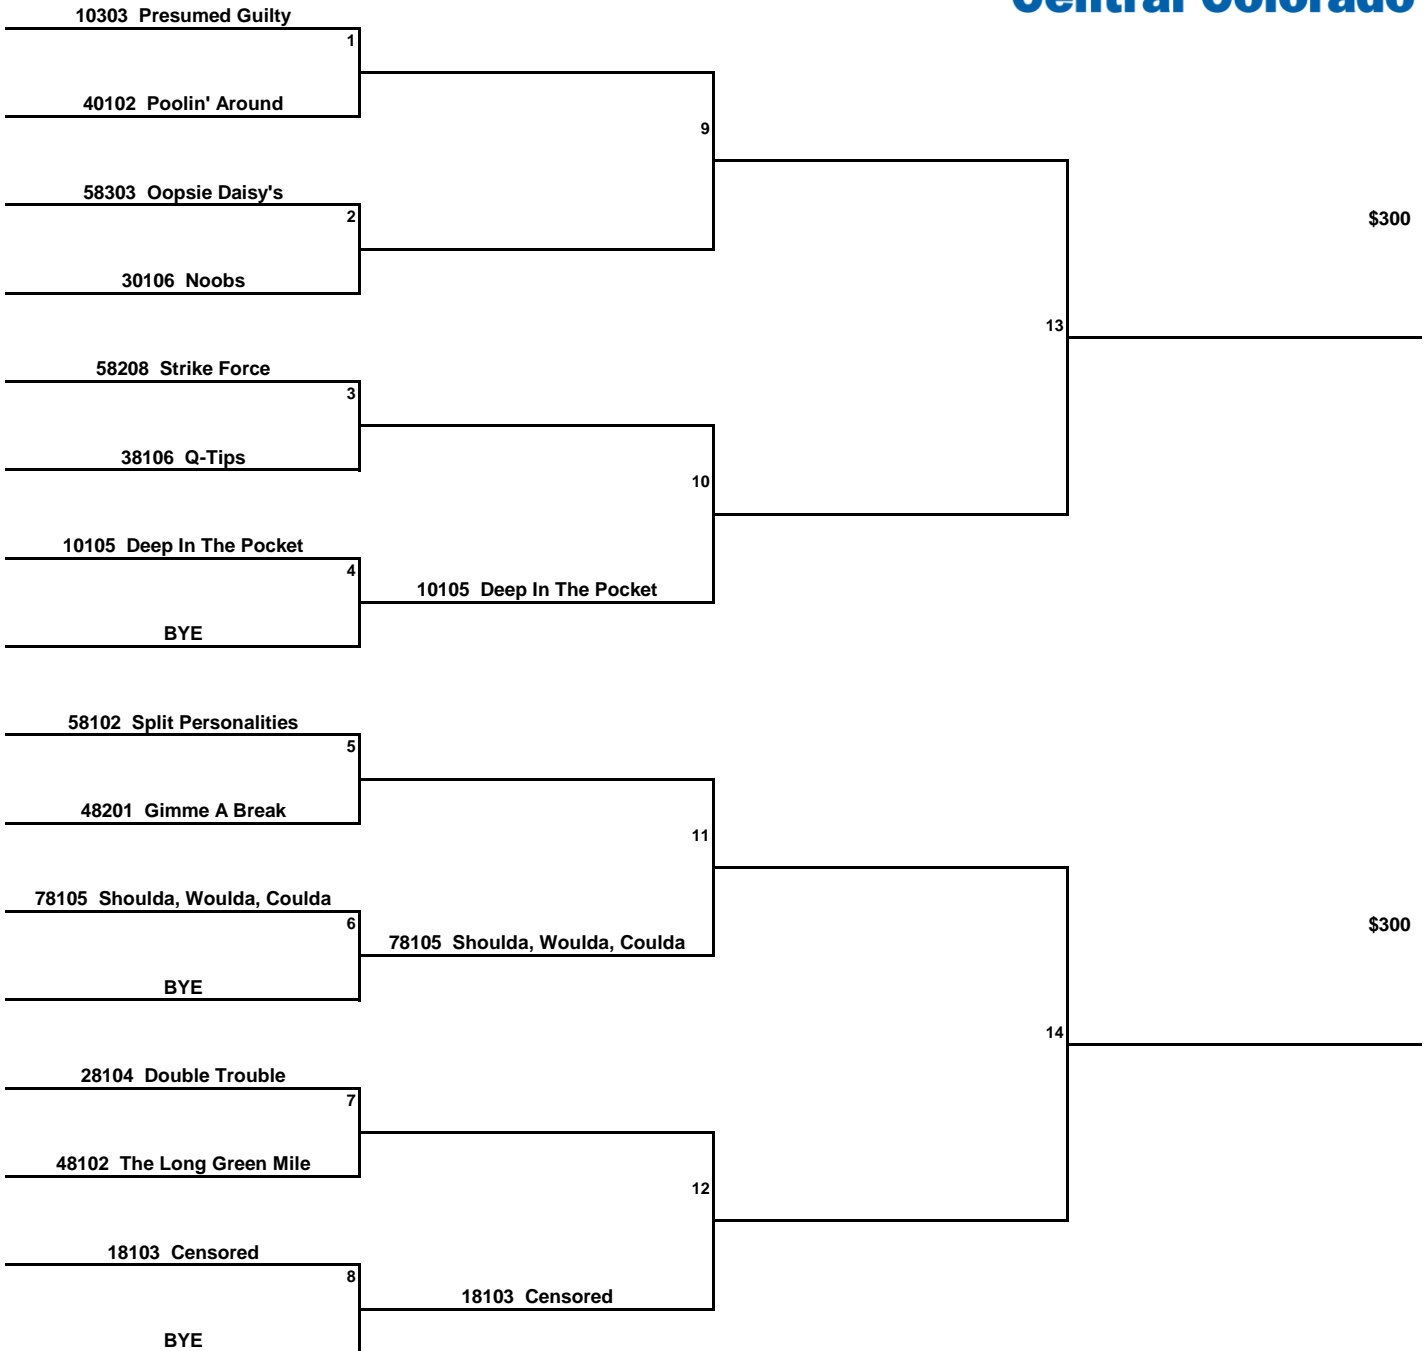 Central Colorado
10303 Presumed Guilty
1
40102 Poolin' Around
9
58303 Oopsie Daisy's
2
$300
30106 Noobs
13
58208 Strike Force
3
38106 Q-Tips
10
10105 Deep In The Pocket
4
10105 Deep In The Pocket
BYE
58102 Split Personalities
5
48201 Gimme A Break
11
78105 Shoulda, Woulda, Coulda
6
$300
78105 Shoulda, Woulda, Coulda
BYE
14
28104 Double Trouble
7
48102 The Long Green Mile
12
18103 Censored
8
18103 Censored
BYE